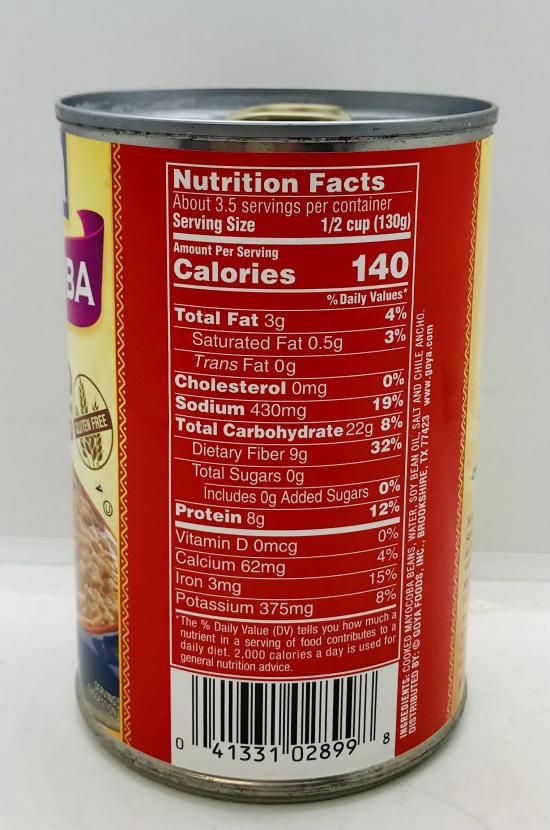 BA
GLUTEN FREE
Nutrition Facts
About 3.5 servings per container
Serving Size 1/2 cup (130g)
Amount Per Serving
Calories 140
% Daily Values*
Total Fat 3g 4%
Saturated Fat 0.5g 3%
Trans Fat 0g
Cholesterol 0mg 0%
Sodium 430mg 19%
Total Carbohydrate 22g 8%
Dietary Fiber 9g 32%
Total Sugars 0g
Includes 0g Added Sugars 0%
Protein 8g 12%
Vitamin D 0mcg 0%
Calcium 62mg 4%
Iron 3mg 15%
Potassium 375mg 8%
*The % Daily Value (DV) tells you how much a
nutrient in a serving of food contributes to a
daily diet. 2,000 calories a day is used for
general nutrition advice.
INGREDIENTS: COOKED MAYOCOBA BEANS, WATER, SOY BEAN OIL, SALT AND CHILE ANCHO.
DISTRIBUTED BY: © GOYA FOODS, INC., BROOKSHIRE, TX 77423 www.goya.com
0 41331 02899 8